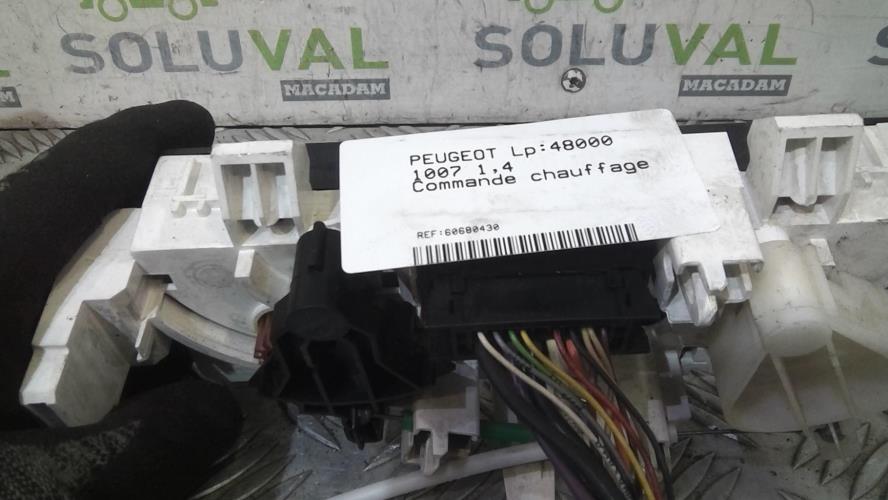 SOLUVAL
MACADAM
SOLUVAL
MACADAM
PEUGEOT Lp:48000
1007 1,4
Commande chauffage
REF:60680430